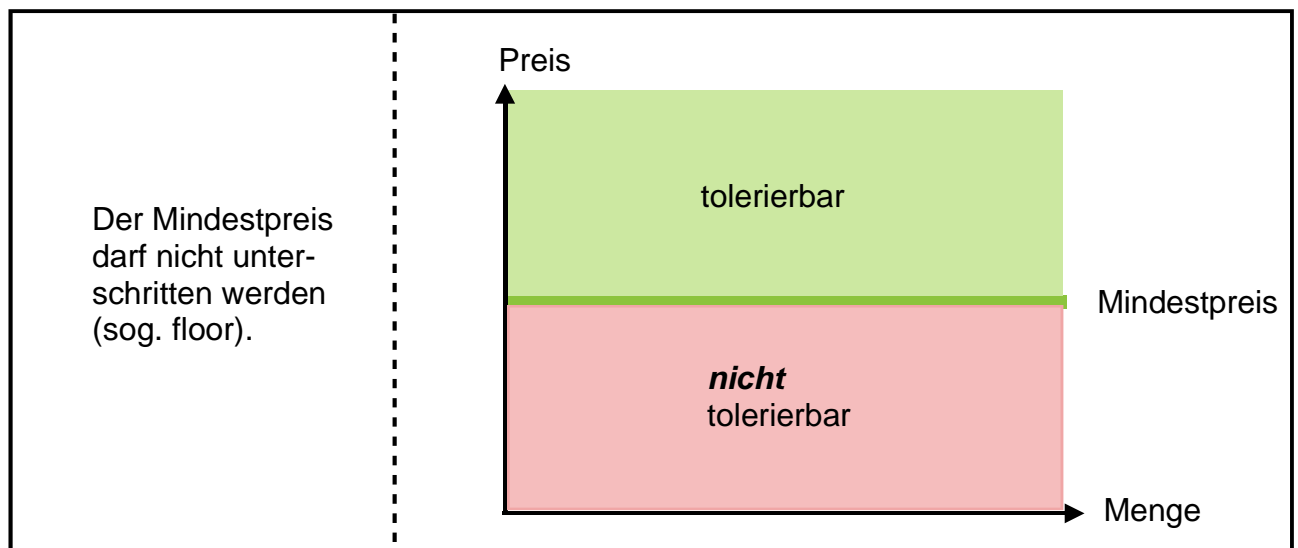 Der Mindestpreis
darf nicht unter-
schritten werden
(sog. floor).
Preis
tolerierbar
Mindestpreis
nicht
tolerierbar
Menge